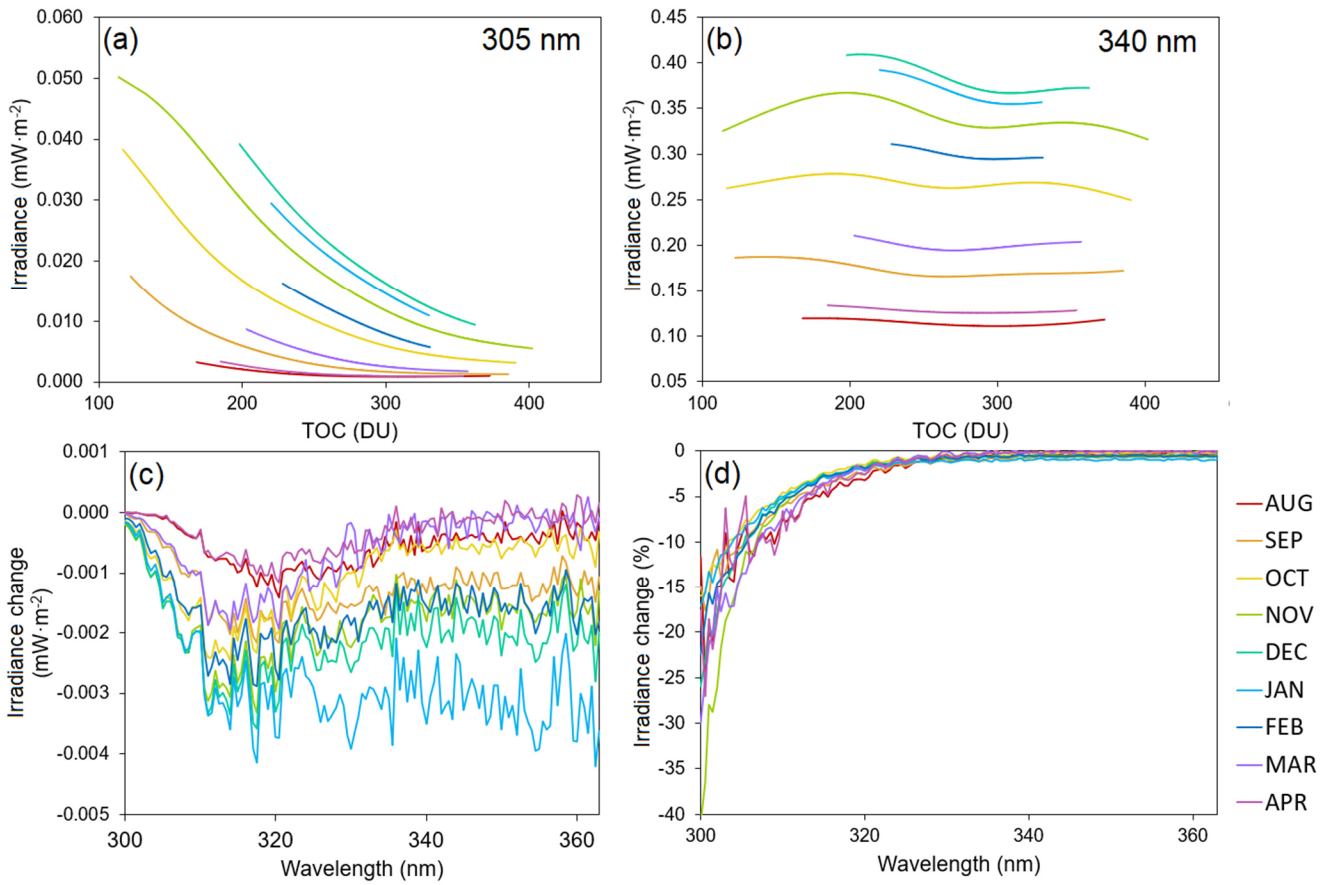 (a)
305 nm
Irradiance (mW·m-2)
0.060
0.050
0.040
0.030
0.020
0.010
0.000
100
200
300
400
TOC (DU)
(b)
340 nm
Irradiance (mW·m-2)
0.45
0.40
0.35
0.30
0.25
0.20
0.15
0.10
0.05
100
200
300
400
TOC (DU)
(c)
Irradiance change
(mW·m-2)
0.001
0.000
-0.001
-0.002
-0.003
-0.004
-0.005
300
320
340
360
Wavelength (nm)
(d)
Irradiance change (%)
0
-5
-10
-15
-20
-25
-30
-35
-40
300
320
340
360
Wavelength (nm)
AUG
SEP
OCT
NOV
DEC
JAN
FEB
MAR
APR